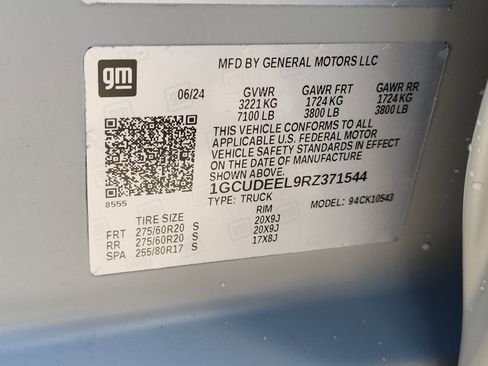 gm
MFD BY GENERAL MOTORS LLC
06/24 GVWR GAWR FRT GAWR RR
3221 KG 1724 KG 1724 KG
7100 LB 3800 LB 3800 LB
THIS VEHICLE CONFORMS TO ALL
APPLICABLE U.S. FEDERAL MOTOR
VEHICLE SAFETY STANDARDS IN EFFECT
ON THE DATE OF MANUFACTURE
SHOWN ABOVE.
1GCUDEEL9RZ371544
8555
TYPE: TRUCK MODEL: 94CK10543
TIRE SIZE RIM
FRT 275/60R20 S 20X9J
RR 275/60R20 S 20X9J
SPA 255/80R17 S 17X8J